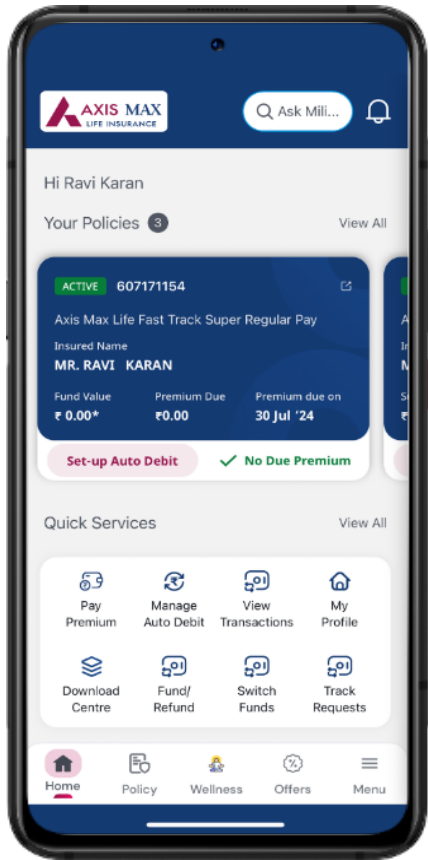 AXIS MAX
LIFE INSURANCE
Ask Mili...
Hi Ravi Karan
Your Policies 3
View All
ACTIVE 607171154
Axis Max Life Fast Track Super Regular Pay
Insured Name
MR. RAVI KARAN
Fund Value Premium Due Premium due on
₹ 0.00* ₹0.00 30 Jul '24
Set-up Auto Debit No Due Premium
Quick Services
View All
Pay Premium
Manage Auto Debit
View Transactions
My Profile
Download Centre
Fund/ Refund
Switch Funds
Track Requests
Home Policy Wellness Offers Menu